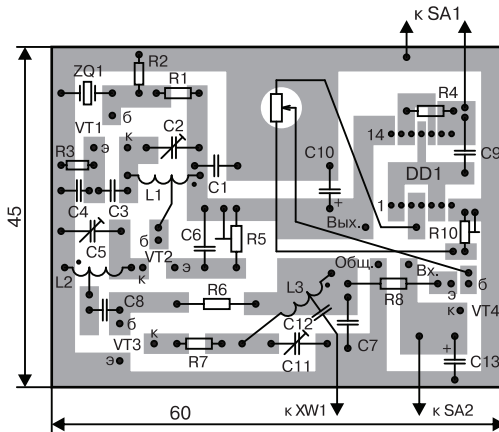 к SA1
R2
ZQ1
R1
R4
VT1
б
C2
14
R3
э
к
C10
C9
L1
C1
DD1
C4
C3
+
1
45
C5
C6
R5
Вых.
R10
б
VT2
L2
к
э
L3
Общ.
Вх.
э
б
C8
R6
R8
к
VT4
б
C12
VT3
к
C7
R7
C11
+
C13
э
60
к XW1
к SA2